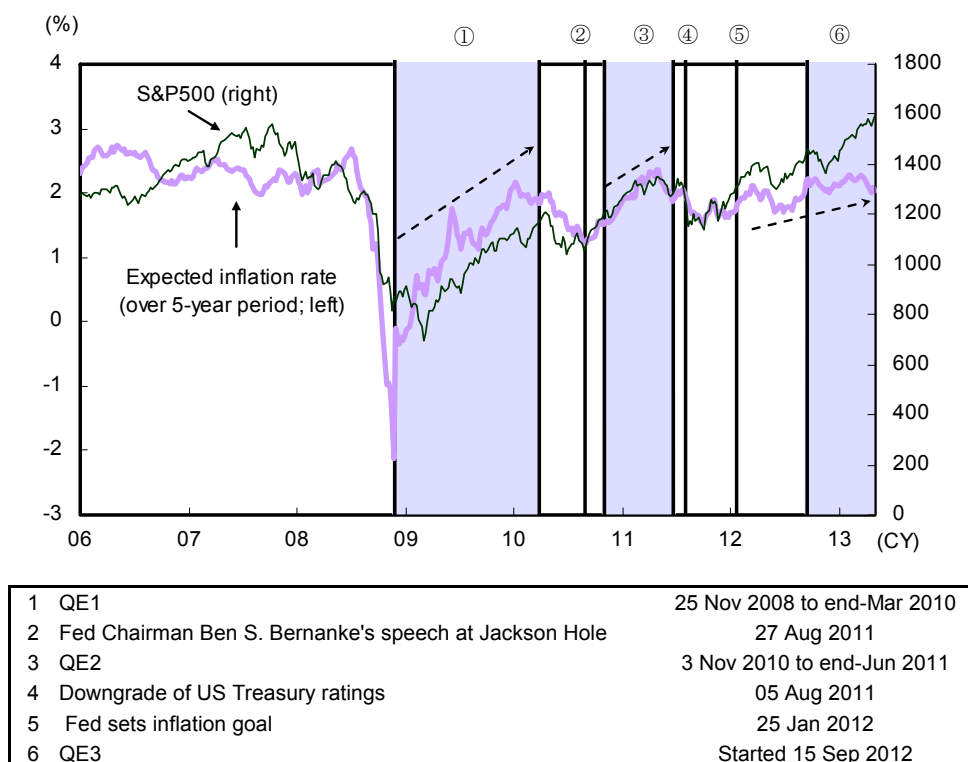 (%)
① ② ③ ④ ⑤ ⑥
4 1800
S&P500 (right)
3 1600
1400
2
1200
1
Expected inflation rate 1000
(over 5-year period; left)
0 800
600
-1
400
-2
200
-3 0
06 07 08 09 10 11 12 13 (CY)
1 QE1 25 Nov 2008 to end-Mar 2010
2 Fed Chairman Ben S. Bernanke's speech at Jackson Hole 27 Aug 2011
3 QE2 3 Nov 2010 to end-Jun 2011
4 Downgrade of US Treasury ratings 05 Aug 2011
5 Fed sets inflation goal 25 Jan 2012
6 QE3 Started 15 Sep 2012